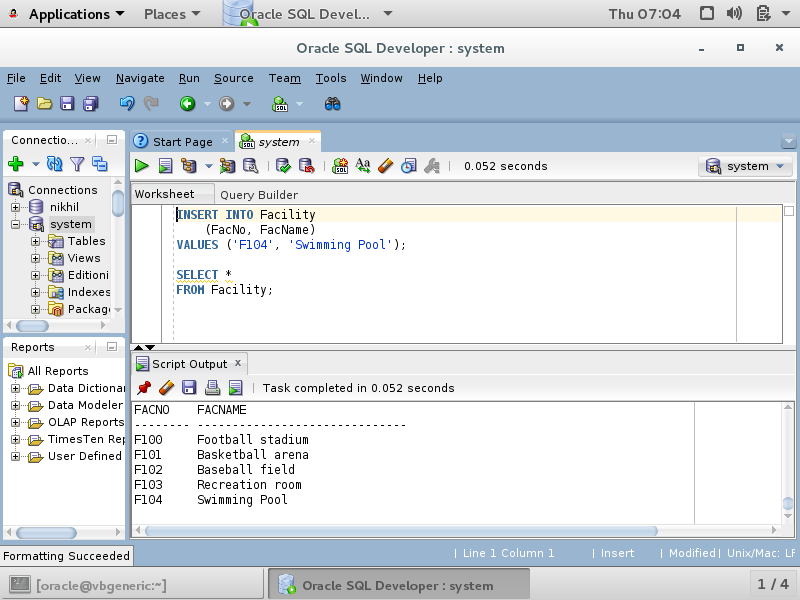 Applications Places Oracle SQL Devel... Thu 07:04
Oracle SQL Developer : system
File Edit View Navigate Run Source Team Tools Window Help
Connectio...
Start Page
system
0.052 seconds
system
Worksheet Query Builder
Connections
nikhil
system
Tables
Views
Editioni
Indexes
Packag
INSERT INTO Facility
(FacNo, FacName)
VALUES ('F104', 'Swimming Pool');
SELECT *
FROM Facility;
Reports
All Reports
Data Dictionar
Data Modeler
OLAP Reports
TimesTen Rep
User Defined
Script Output
Task completed in 0.052 seconds
FACNO FACNAME
-------- ------------------------------
F100 Football stadium
F101 Basketball arena
F102 Baseball field
F103 Recreation room
F104 Swimming Pool
Formatting Succeeded
Line 1 Column 1 | Insert | Modified | Unix/Mac: LF
[oracle@vbgeneric:~]
Oracle SQL Developer : system
1 / 4